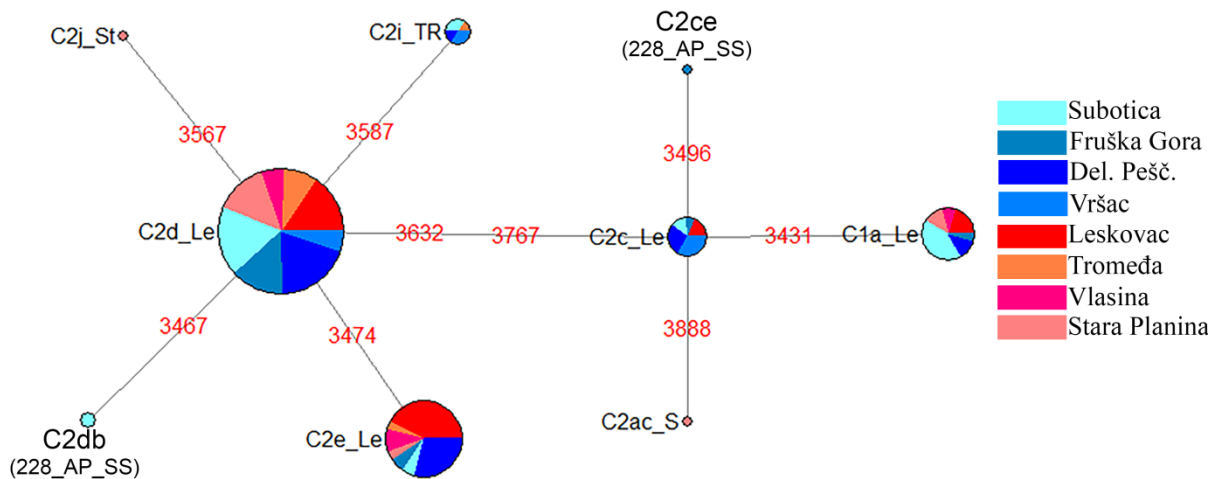 C2j_St
C2i_TR
C2ce
(228_AP_SS)
Subotica
Fruška Gora
Del. Pešč.
Vršac
Leskovac
Tromeđa
Vlasina
Stara Planina
3567
3587
3496
C2d_Le
3632
3767
C2c_Le
3431
C1a_Le
3467
3474
3888
C2db
(228_AP_SS)
C2e_Le
C2ac_S